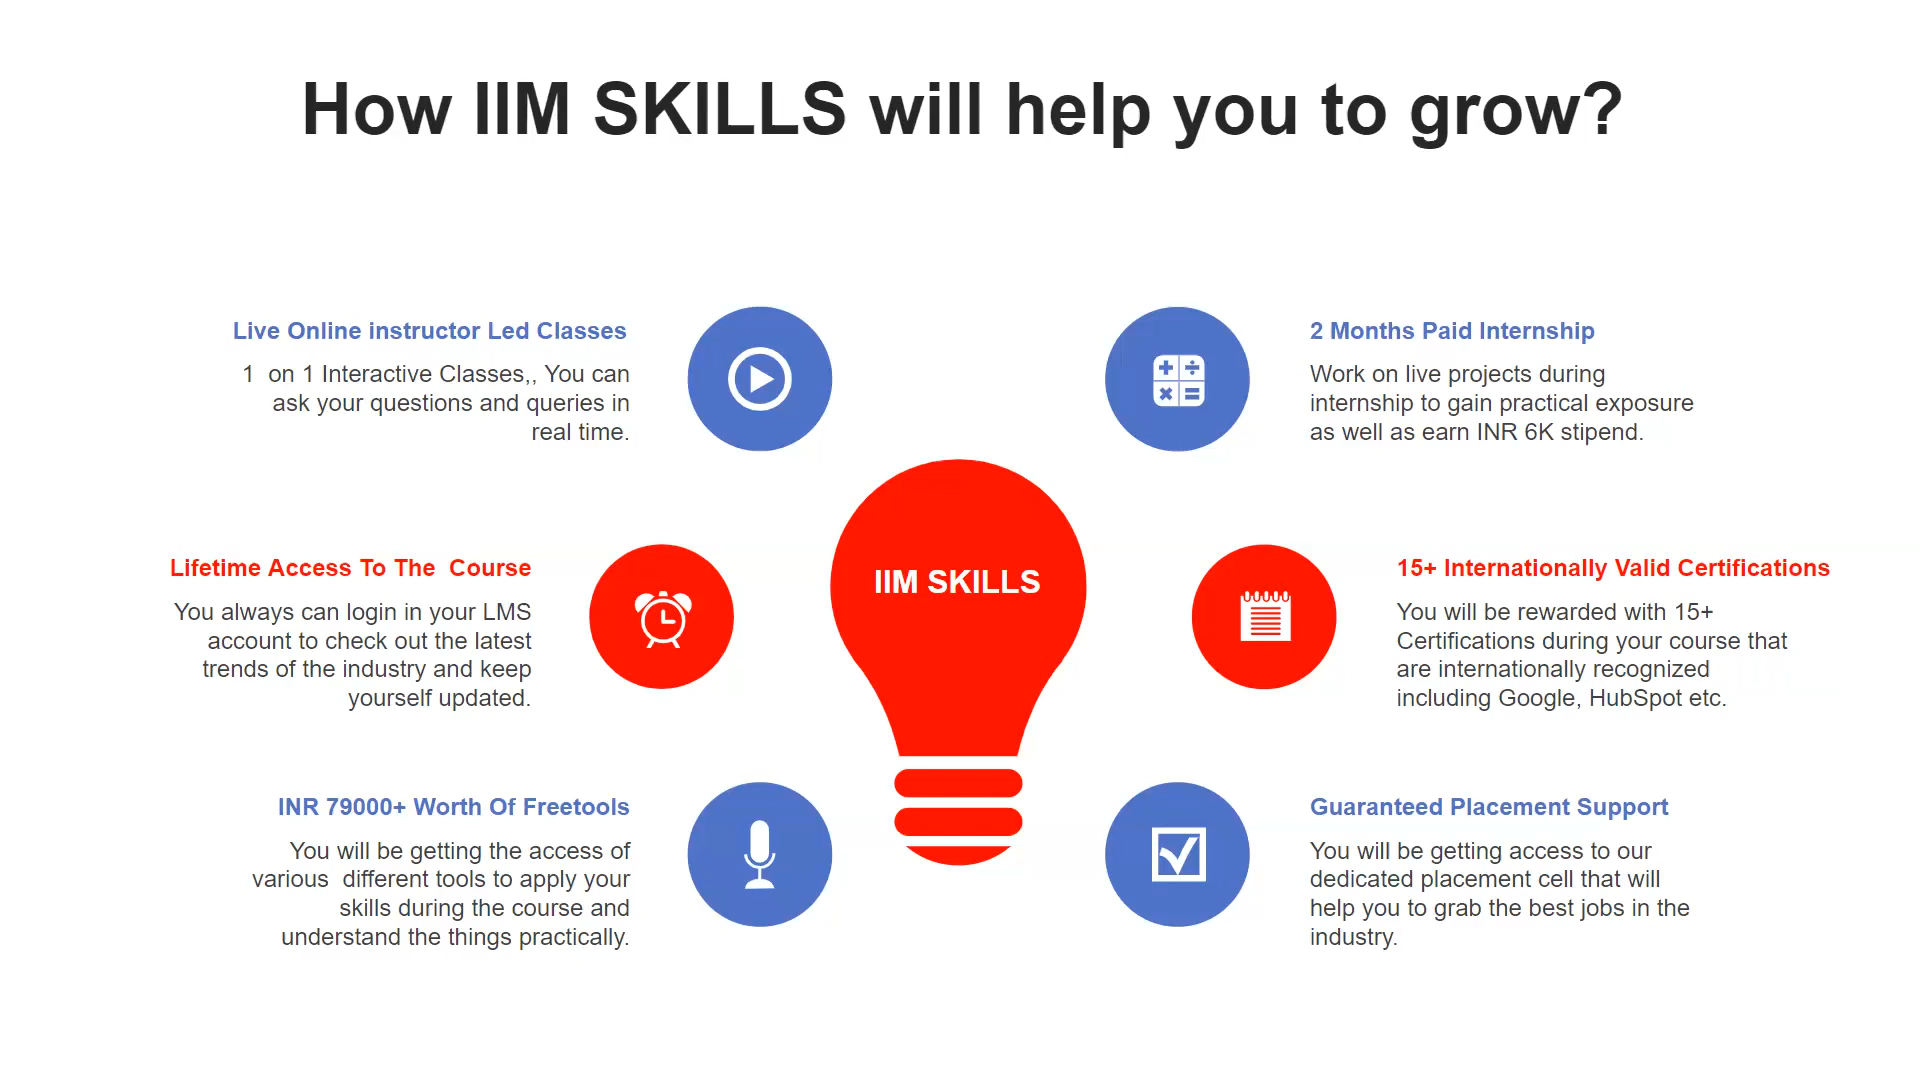 How IIM SKILLS will help you to grow?
Live Online instructor Led Classes
1  on 1 Interactive Classes,, You can
ask your questions and queries in
real time.
2 Months Paid Internship
Work on live projects during
internship to gain practical exposure
as well as earn INR 6K stipend.
IIM SKILLS
Lifetime Access To The  Course
You always can login in your LMS
account to check out the latest
trends of the industry and keep
yourself updated.
15+ Internationally Valid Certifications
You will be rewarded with 15+
Certifications during your course that
are internationally recognized
including Google, HubSpot etc.
INR 79000+ Worth Of Freetools
You will be getting the access of
various  different tools to apply your
skills during the course and
understand the things practically.
Guaranteed Placement Support
You will be getting access to our
dedicated placement cell that will
help you to grab the best jobs in the
industry.